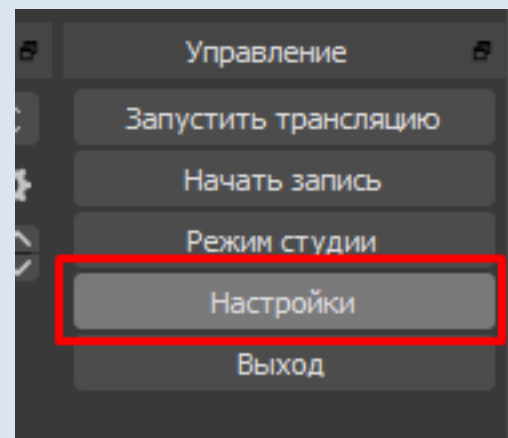 Управление
Запустить трансляцию
Начать запись
Режим студии
Настройки
Выход